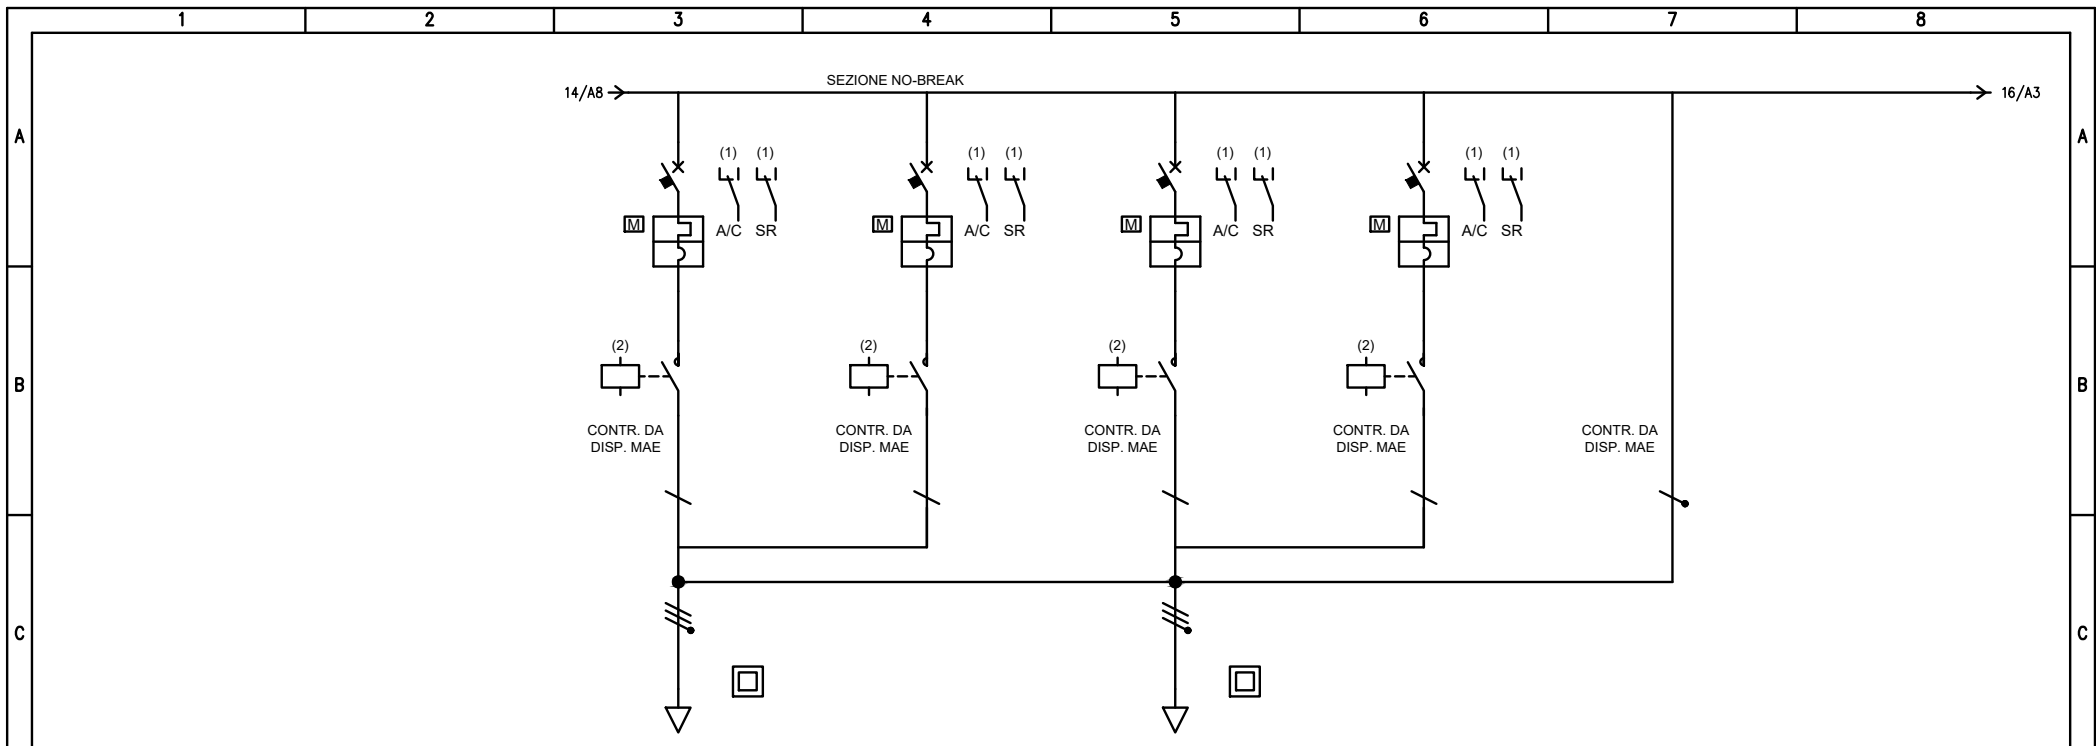 1 2 3 4 5 6 7 8
SEZIONE NO-BREAK
14/A8 16/A3
A A
(1) (1) (1) (1) (1) (1) (1) (1)
M A/C SR M A/C SR M A/C SR M A/C SR
(2) (2) (2) (2)
B B
CONTR. DA CONTR. DA CONTR. DA CONTR. DA CONTR. DA
DISP. MAE DISP. MAE DISP. MAE DISP. MAE DISP. MAE
C C